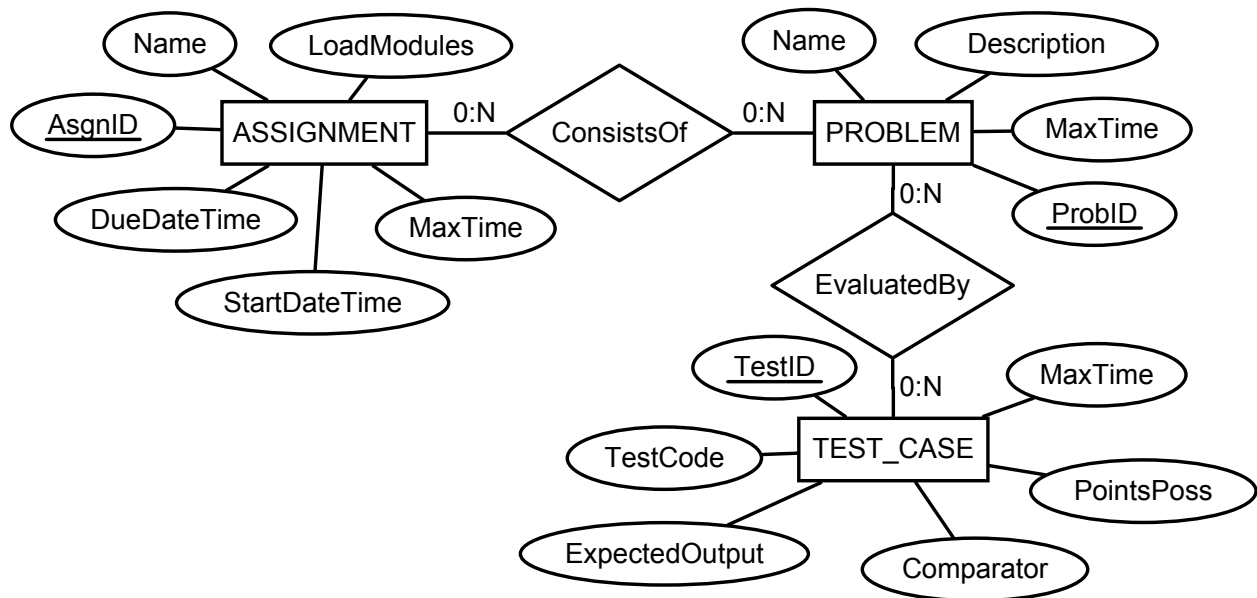 Name
LoadModules
Name
Description
AsgnID
ASSIGNMENT
0:N
ConsistsOf
0:N
PROBLEM
MaxTime
DueDateTime
MaxTime
0:N
ProbID
StartDateTime
EvaluatedBy
TestID
0:N
MaxTime
TestCode
TEST_CASE
PointsPoss
ExpectedOutput
Comparator